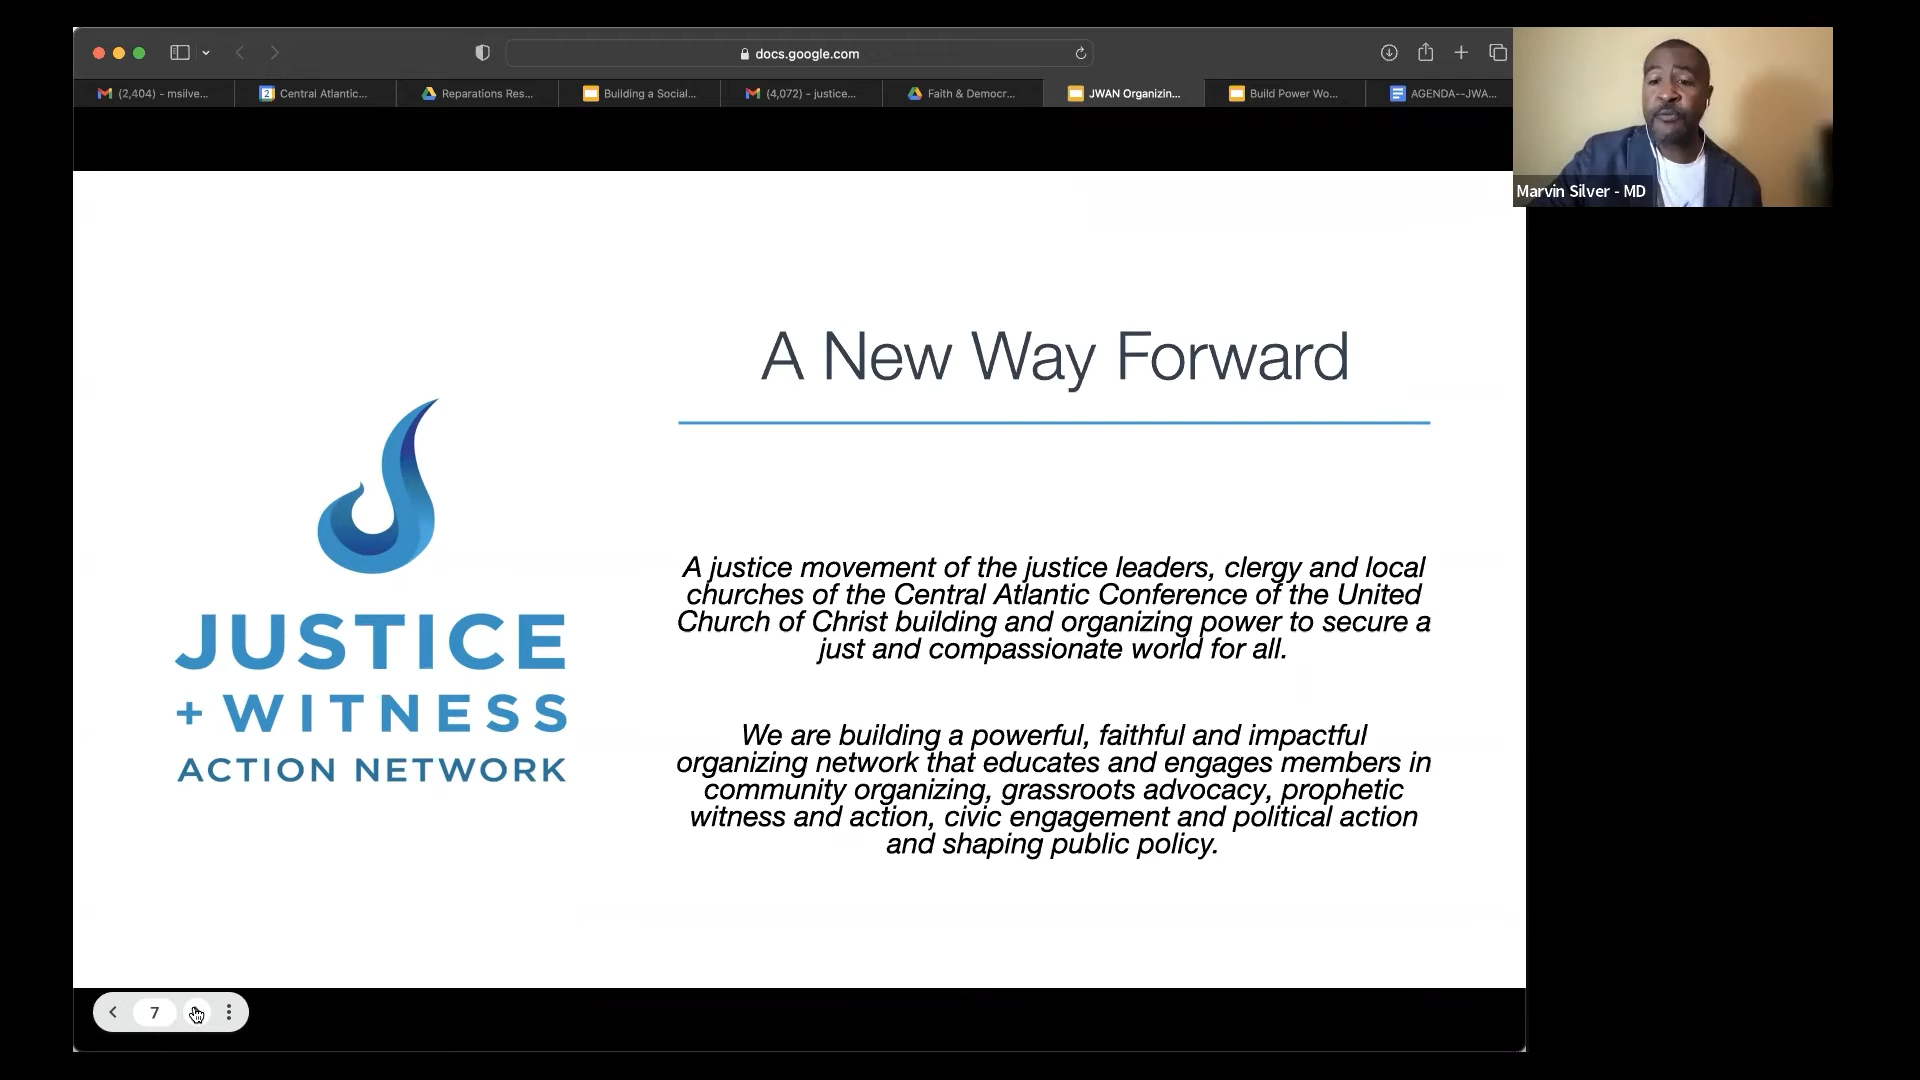 docs.google.com
(2,404) - msilve...
2
Central Atlantic...
Reparations Res...
Building a Social...
(4,072) - justice...
Faith & Democr...
JWAN Organizin...
Build Power Wo...
AGENDA--JWA...
Marvin Silver - MD
A New Way Forward
JUSTICE
+ WITNESS
ACTION NETWORK
A justice movement of the justice leaders, clergy and local
churches of the Central Atlantic Conference of the United
Church of Christ building and organizing power to secure a
just and compassionate world for all.
We are building a powerful, faithful and impactful
organizing network that educates and engages members in
community organizing, grassroots advocacy, prophetic
witness and action, civic engagement and political action
and shaping public policy.
7